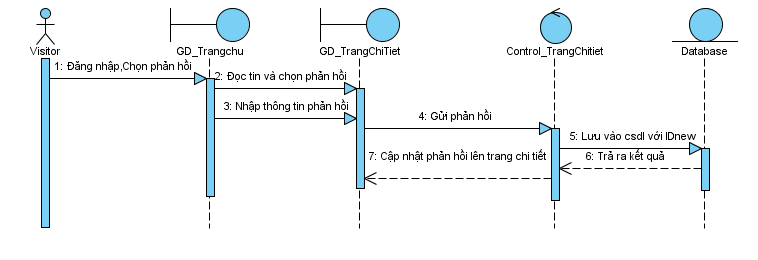 Visitor
GD_Trangchu
GD_TrangChiTiet
Control_TrangChitiet
Database
1: Đăng nhập,Chọn phản hồi
2: Đọc tin và chọn phản hồi
3: Nhập thông tin phản hồi
4: Gửi phản hồi
5: Lưu vào csdl với IDnew
6: Trả ra kết quả
7: Cập nhật phản hồi lên trang chi tiết